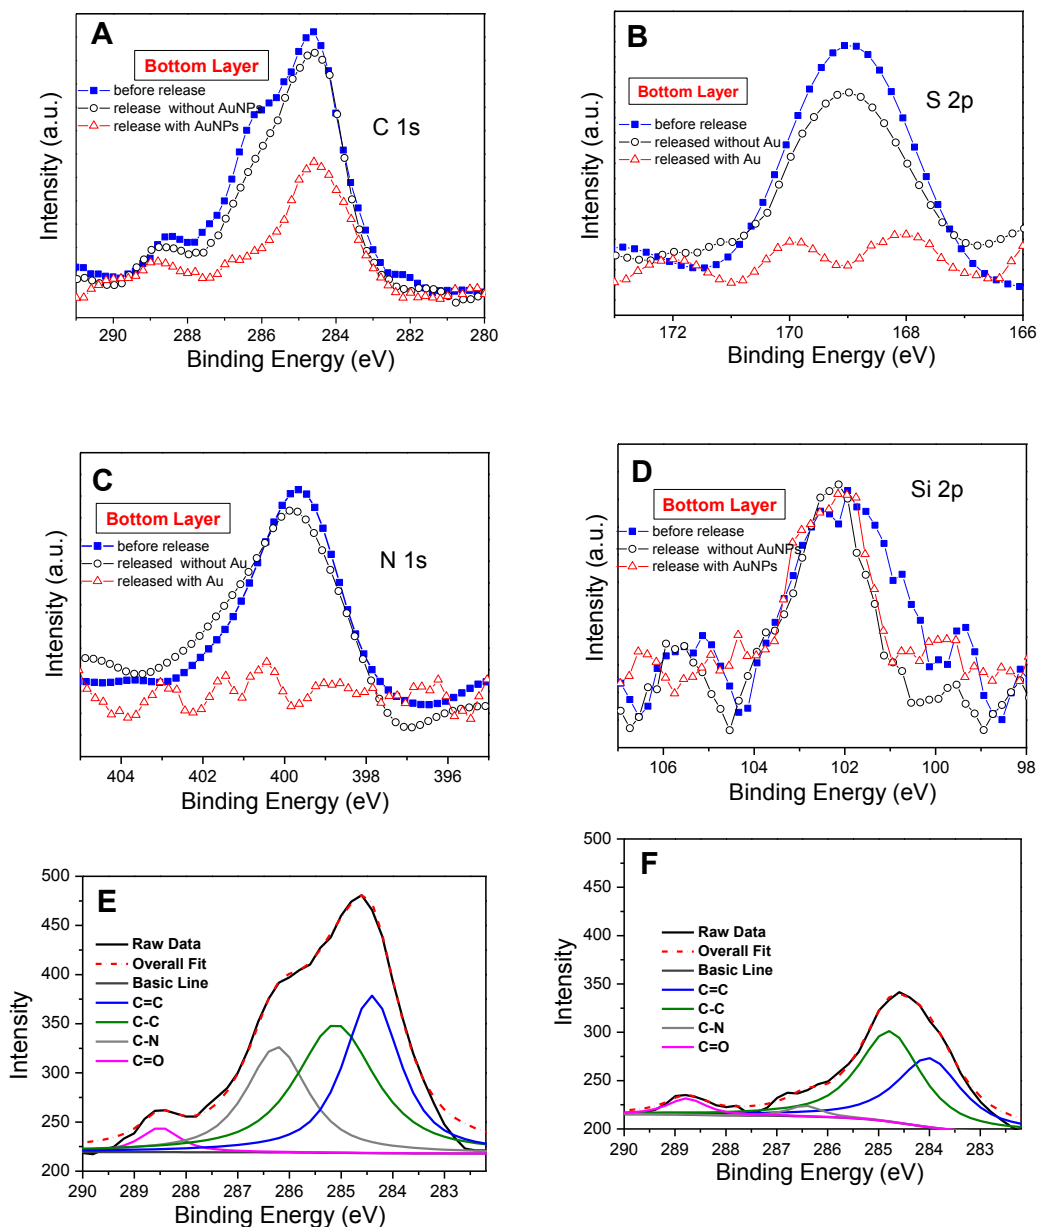 A
Bottom Layer
before release
release without AuNPs
release with AuNPs
C 1s
Intensity (a.u.)
290 288 286 284 282 280
Binding Energy (eV)
B
S 2p
Bottom Layer
before release
released without Au
released with Au
Intensity (a.u.)
172 170 168 166
Binding Energy (eV)
C
Bottom Layer
before release
released without Au
released with Au
N 1s
Intensity (a.u.)
404 402 400 398 396
Binding Energy (eV)
D
Si 2p
Bottom Layer
before release
release without AuNPs
release with AuNPs
Intensity (a.u.)
106 104 102 100 98
Binding Energy (eV)
E
500
450
400
350
300
250
200
Raw Data
Overall Fit
Basic Line
C=C
C-C
C-N
C=O
Intensity
290 289 288 287 286 285 284 283
Binding Energy (eV)
F
500
450
400
350
300
250
200
Raw Data
Overall Fit
Basic Line
C=C
C-C
C-N
C=O
Intensity
290 289 288 287 286 285 284 283
Binding Energy (eV)